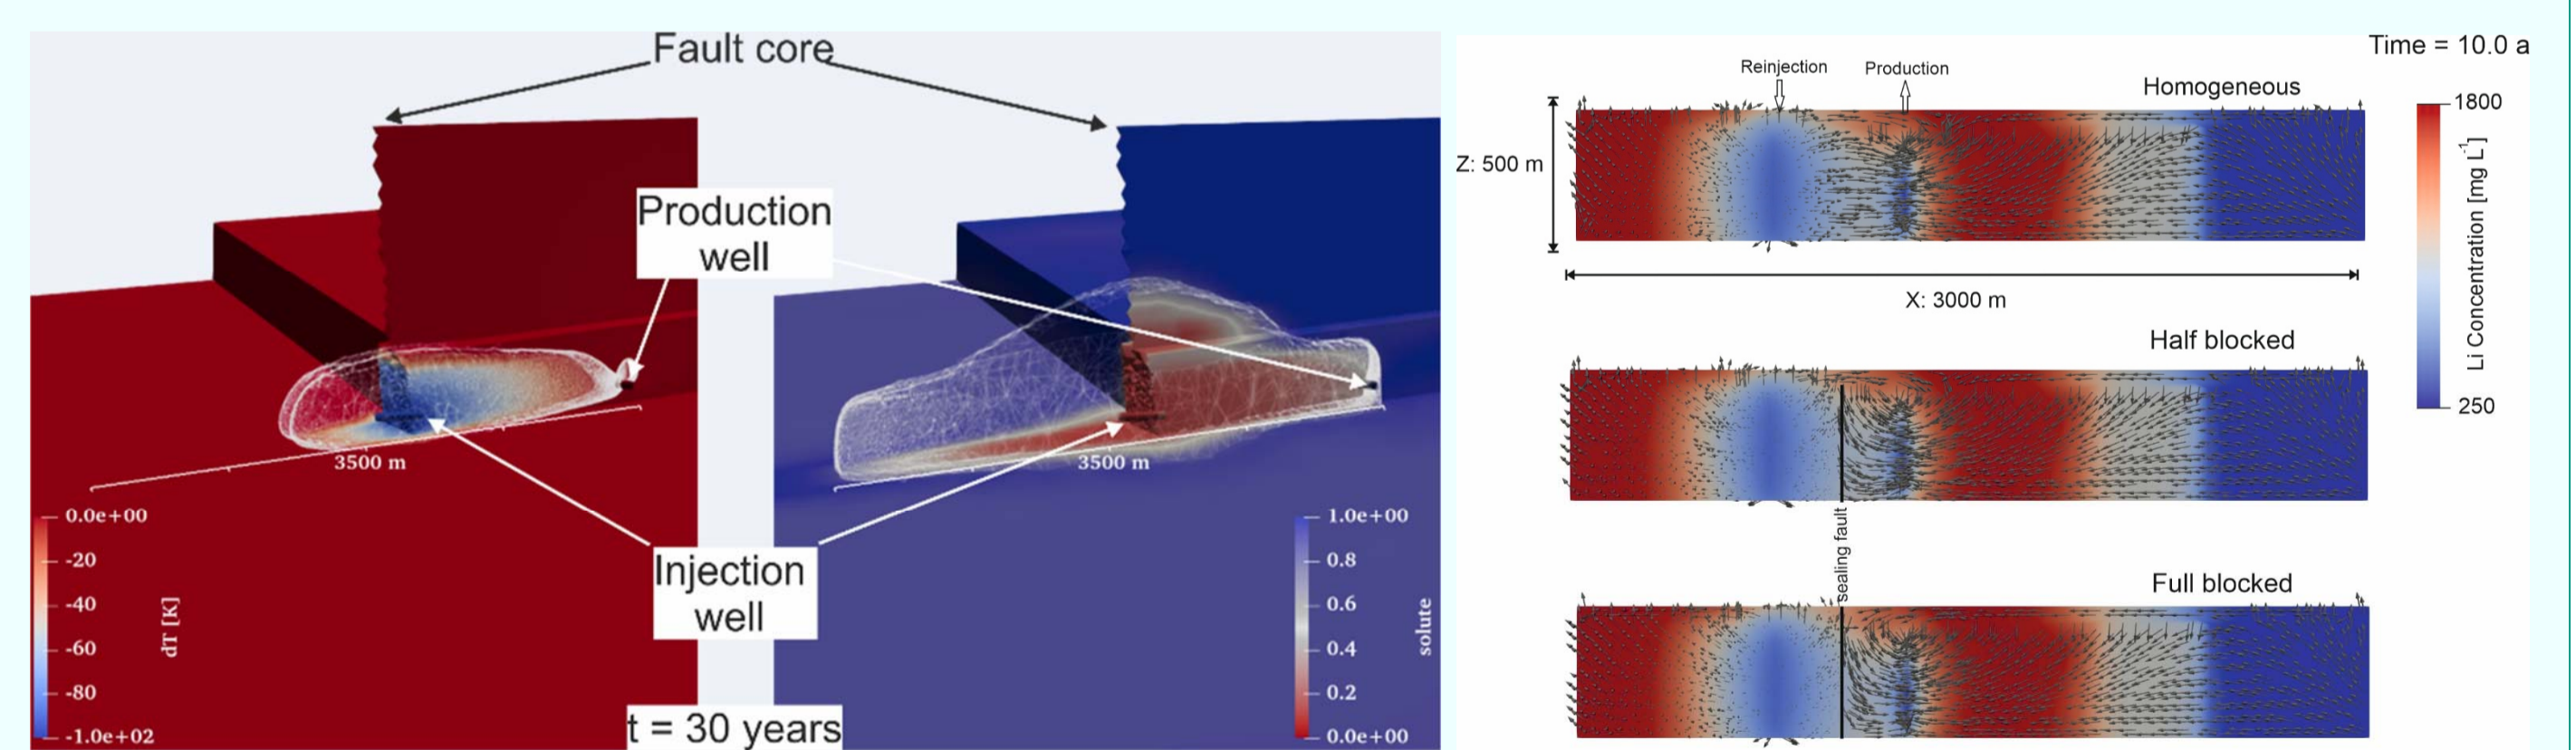 Fault core
Production
well
3500 m
3500 m
Injection
well
0.0e+00
-20
-40
-60
-80
-1.0e+02
dT [K]
t = 30 years
1.0e+00
0.8
0.6
0.4
0.2
0.0e+00
solute
Time = 10.0 a
Reinjection
Production
Homogeneous
Z: 500 m
X: 3000 m
1800
250
Li Concentration [mg L-1]
Half blocked
sealing fault
Full blocked